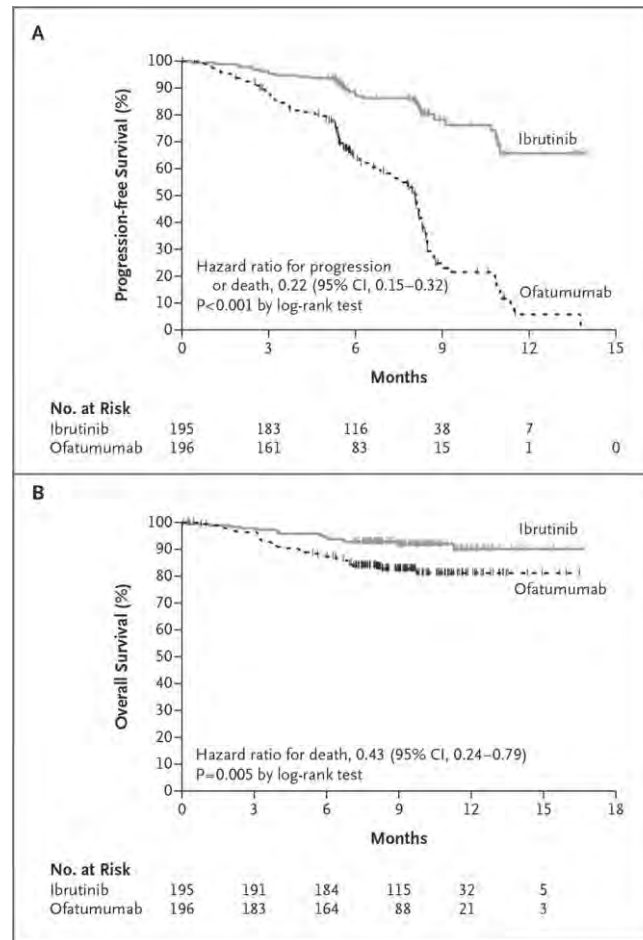 A
100
90
80
70
60
50
40
30
20
10
0
Progression-free Survival (%)
Ibrutinib
Ofatumumab
Hazard ratio for progression
or death, 0.22 (95% CI, 0.15–0.32)
P<0.001 by log-rank test
0 3 6 9 12 15
Months
No. at Risk
Ibrutinib 195 183 116 38 7
Ofatumumab 196 161 83 15 1 0
B
100
90
80
70
60
50
40
30
20
10
0
Overall Survival (%)
Ibrutinib
Ofatumumab
Hazard ratio for death, 0.43 (95% CI, 0.24–0.79)
P=0.005 by log-rank test
0 3 6 9 12 15 18
Months
No. at Risk
Ibrutinib 195 191 184 115 32 5
Ofatumumab 196 183 164 88 21 3